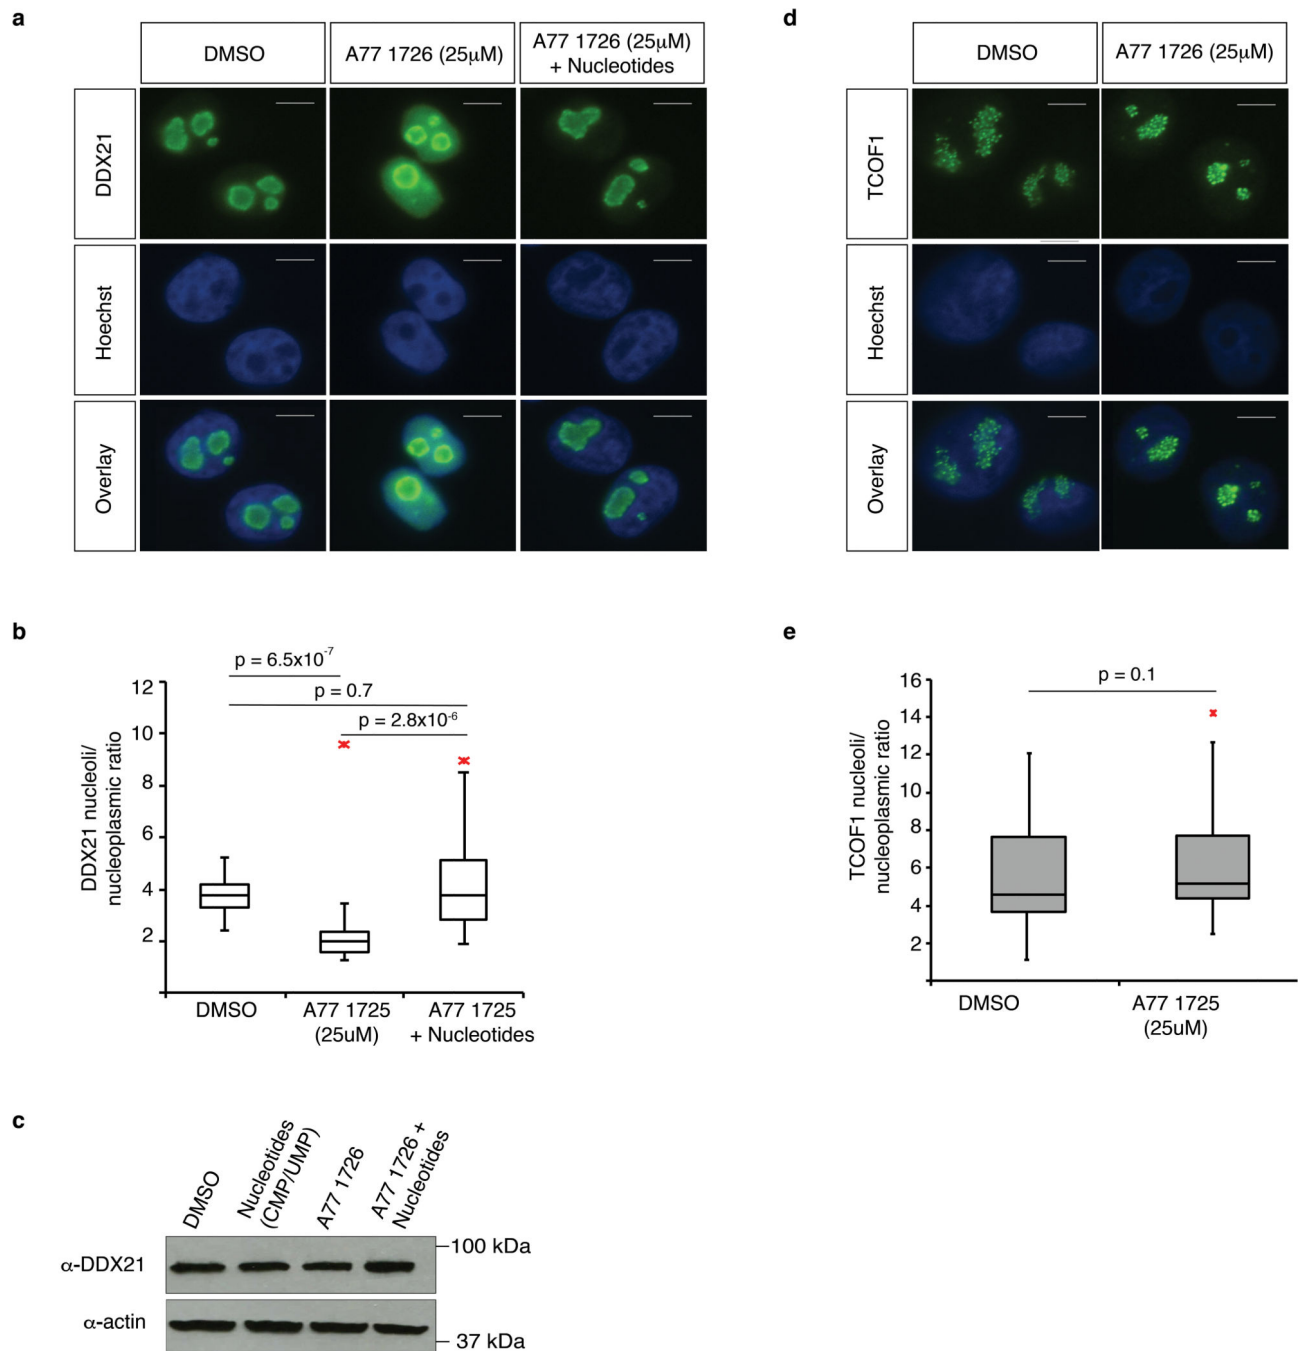 a
DMSO
A77 1726 (25μM)
A77 1726 (25μM)
+ Nucleotides
DDX21
Hoechst
Overlay
d
DMSO
A77 1726 (25μM)
TCOF1
Hoechst
Overlay
b
p = 6.5x10-7
p = 0.7
p = 2.8x10-6
DDX21 nucleoli/
nucleoplasmic ratio
12
10
8
6
4
2
DMSO
A77 1725
(25uM)
A77 1725
+ Nucleotides
e
p = 0.1
TCOF1 nucleoli/
nucleoplasmic ratio
16
14
12
10
8
6
4
2
DMSO
A77 1725
(25uM)
c
DMSO
Nucleotides
(CMP/UMP)
A77 1726
A77 1726 +
Nucleotides
α-DDX21
100 kDa
α-actin
37 kDa